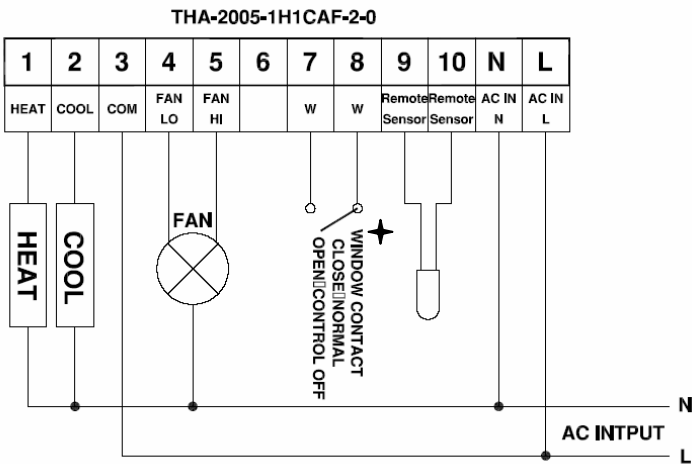 THA-2005-1H1CAF-2-0
1 2 3 4 5 6 7 8 9 10 N L
HEAT COOL COM FAN LO FAN HI W W Remote Sensor Remote Sensor AC IN N AC IN L
HEAT
COOL
FAN
WINDOW CONTACT
CLOSE▯NORMAL
OPEN▯CONTROL OFF
N
AC INTPUT
L